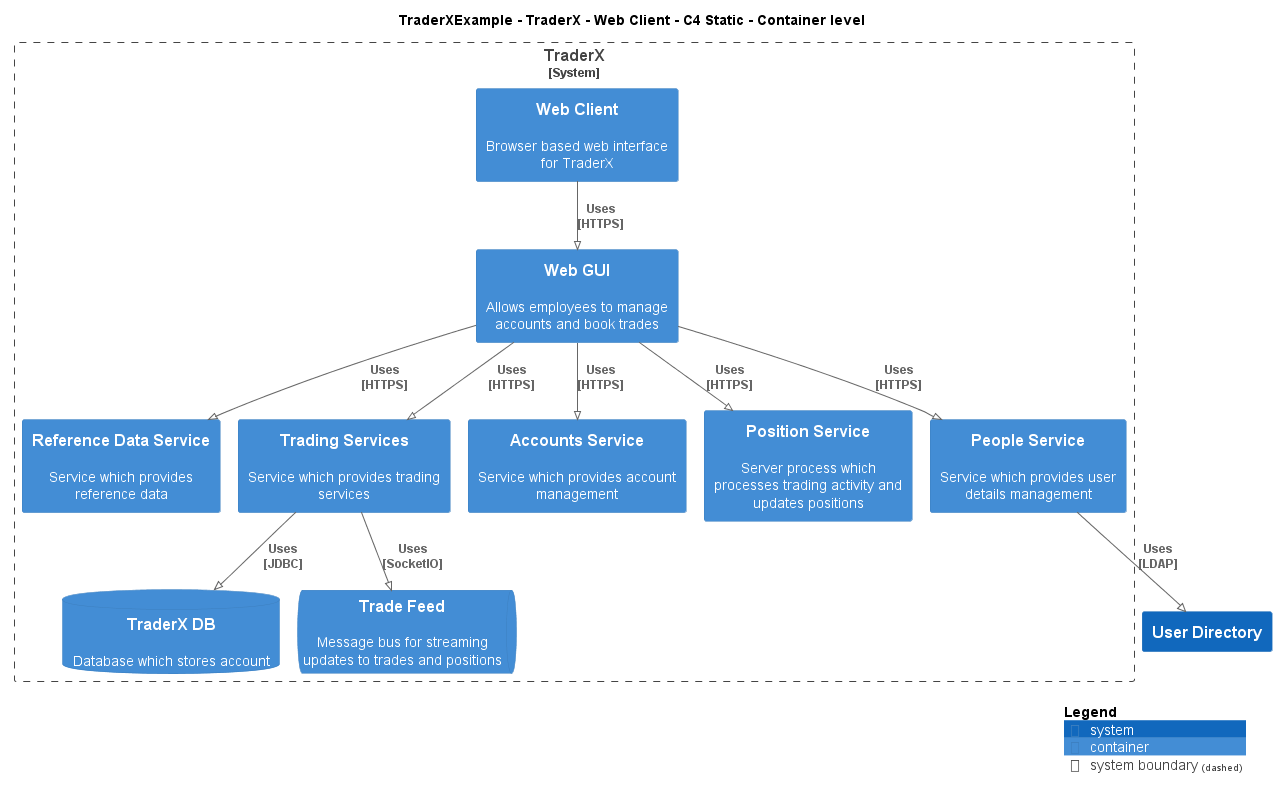 TraderXExample - TraderX - Web Client - C4 Static - Container level
TraderX
[System]
Web Client
Browser based web interface
for TraderX
Uses
[HTTPS]
Web GUI
Allows employees to manage
accounts and book trades
Uses
[HTTPS]
Uses
[HTTPS]
Uses
[HTTPS]
Uses
[HTTPS]
Uses
[HTTPS]
Reference Data Service
Service which provides
reference data
Trading Services
Service which provides trading
services
Accounts Service
Service which provides account
management
Position Service
Server process which
processes trading activity and
updates positions
People Service
Service which provides user
details management
Uses
[JDBC]
Uses
[SocketIO]
Uses
[LDAP]
TraderX DB
Database which stores account
Trade Feed
Message bus for streaming
updates to trades and positions
User Directory
Legend
system
container
system boundary (dashed)